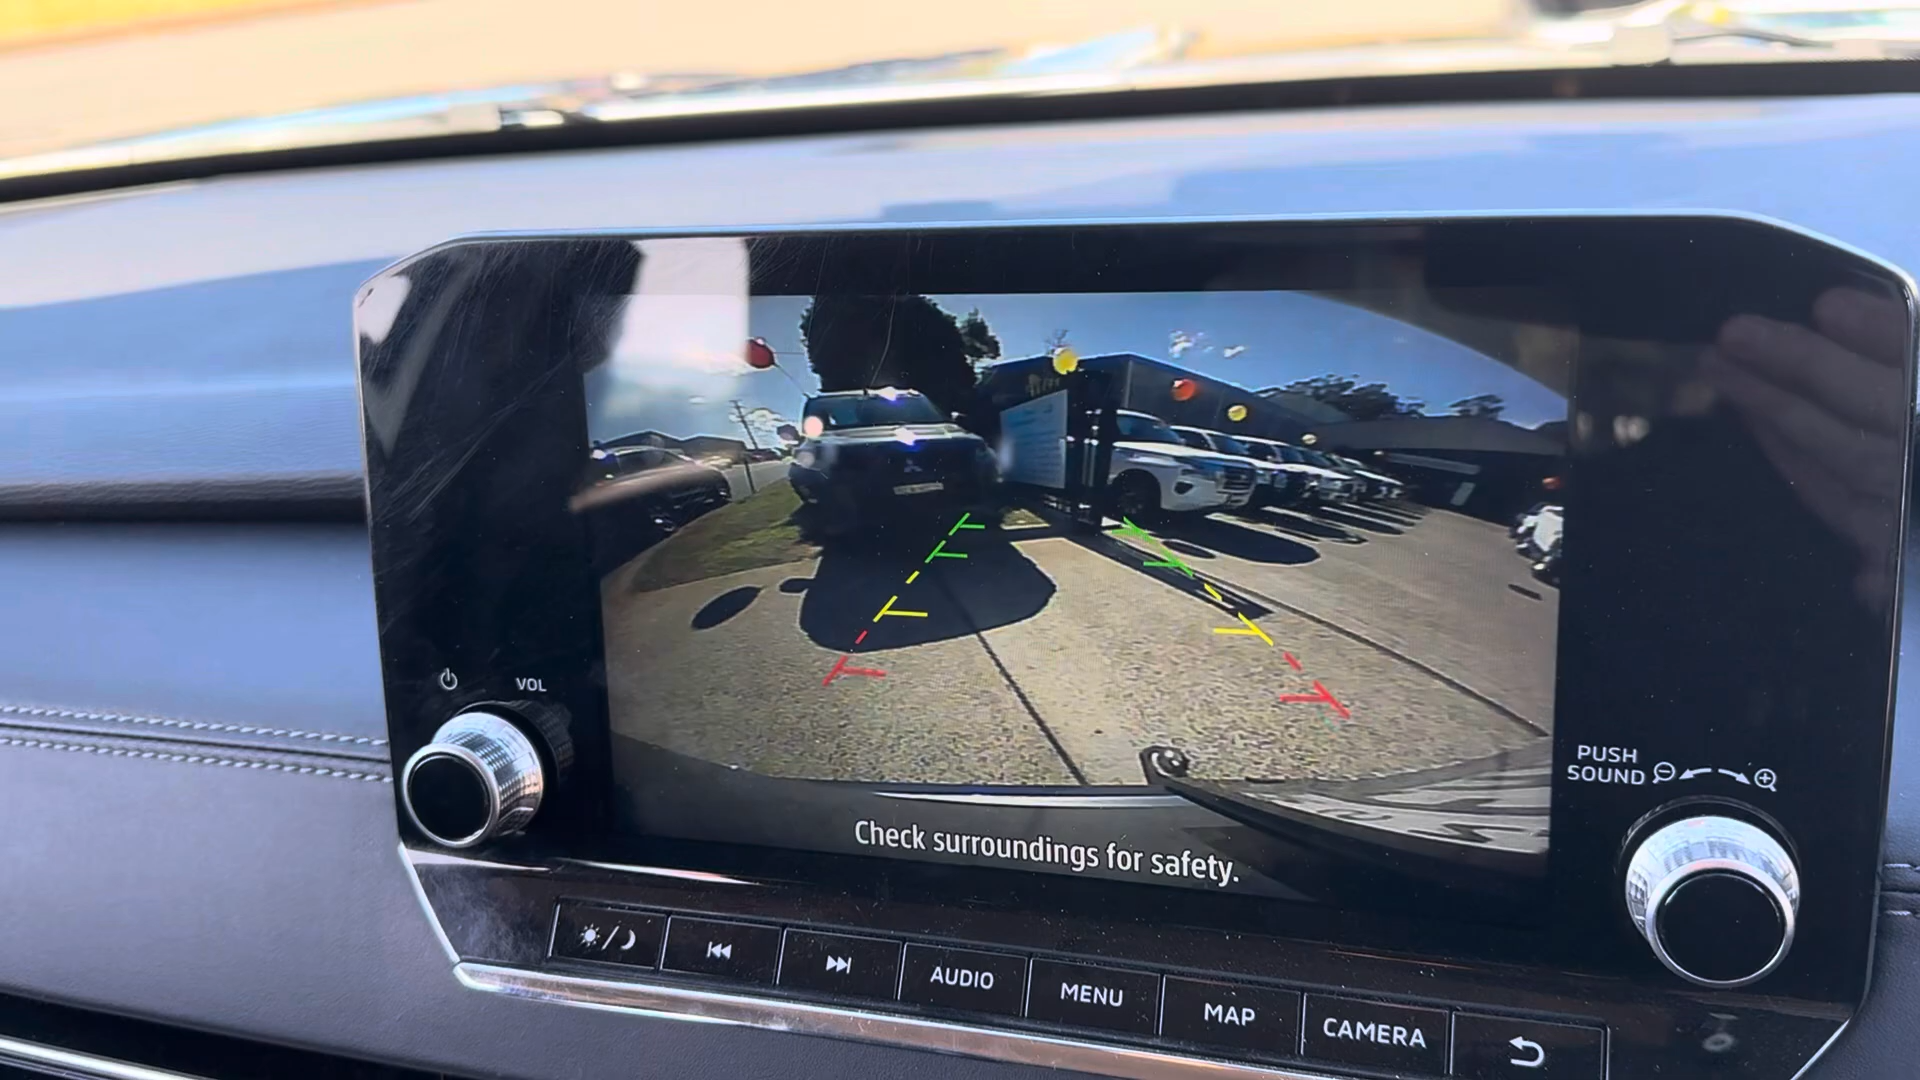 VOL
PUSH
SOUND
Check surroundings for safety.
AUDIO
MENU
MAP
CAMERA